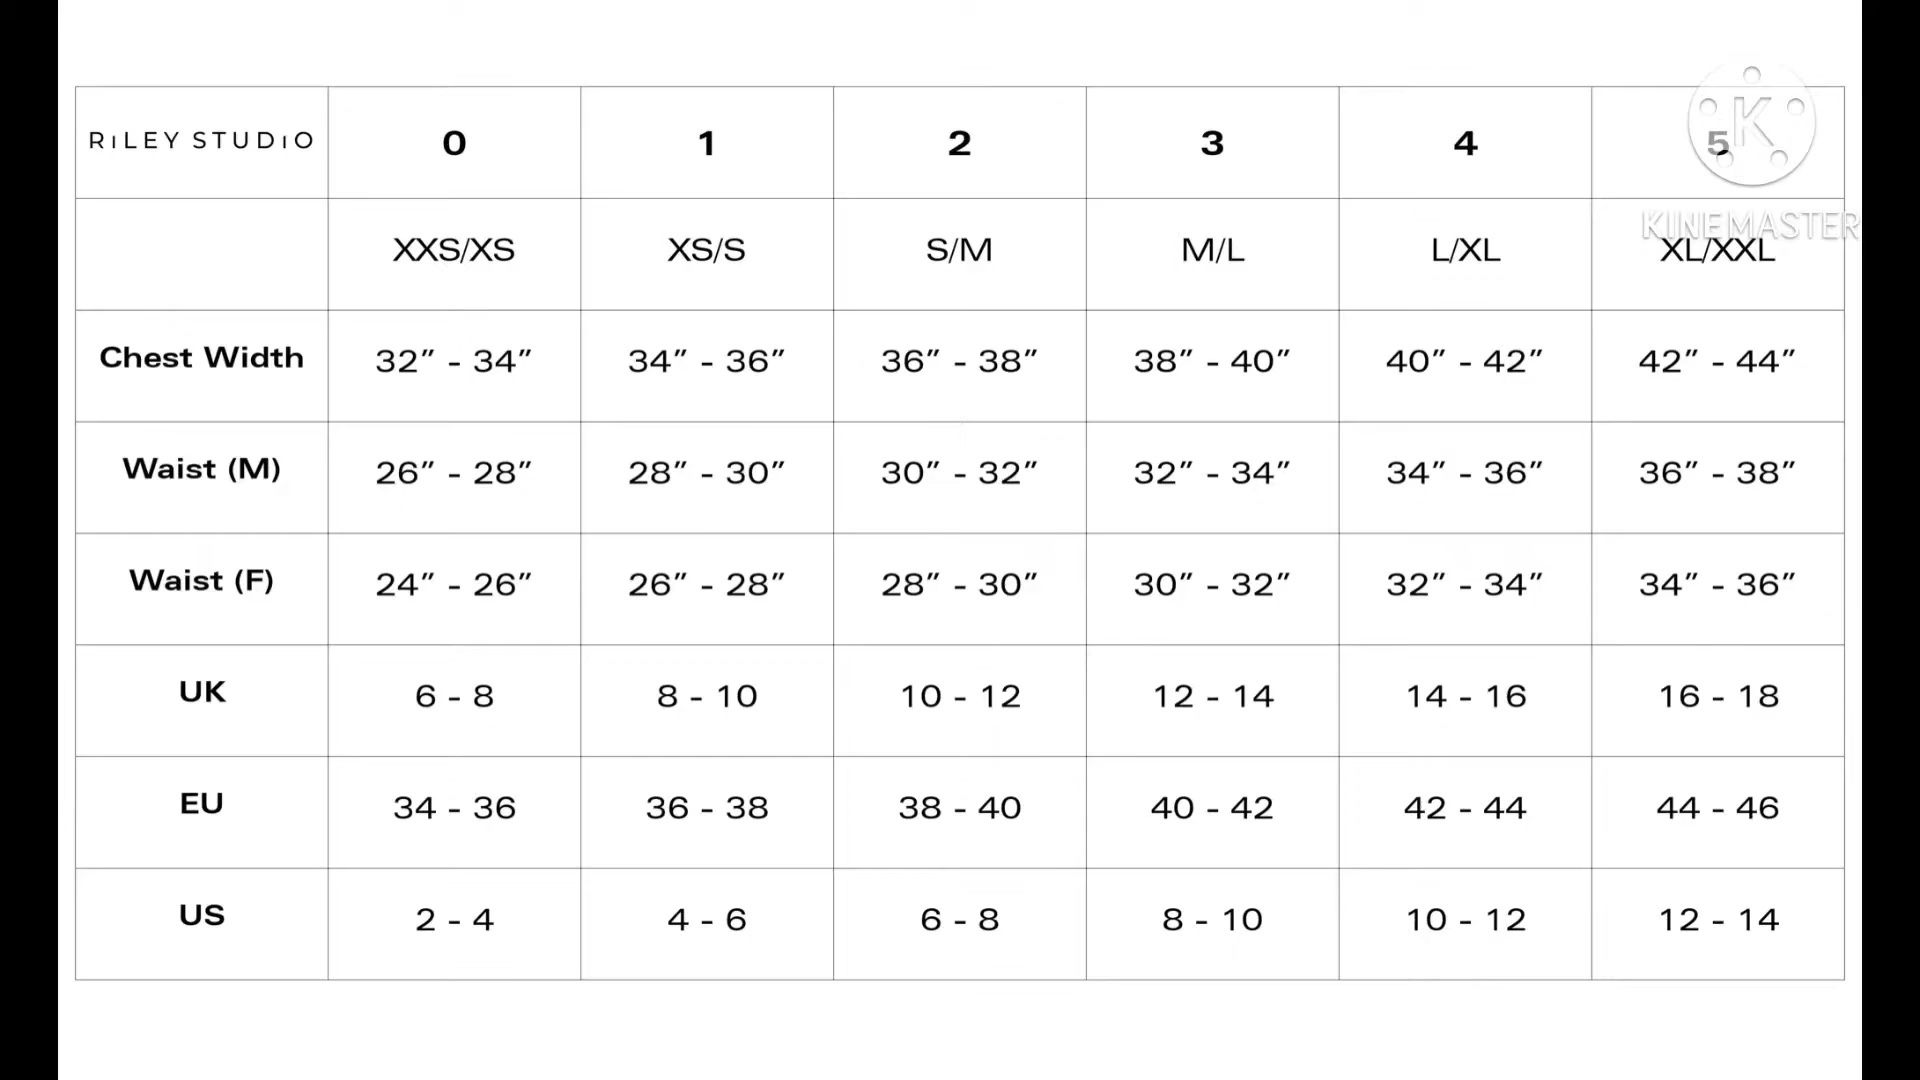 RiLEY STUDiO 0 1 2 3 4 5
XXS/XS XS/S S/M M/L L/XL XL/XXL
Chest Width 32” - 34” 34” - 36” 36” - 38” 38” - 40” 40” - 42” 42” - 44”
Waist (M) 26” - 28” 28” - 30” 30” - 32” 32” - 34” 34” - 36” 36” - 38”
Waist (F) 24” - 26” 26” - 28” 28” - 30” 30” - 32” 32” - 34” 34” - 36”
UK 6 - 8 8 - 10 10 - 12 12 - 14 14 - 16 16 - 18
EU 34 - 36 36 - 38 38 - 40 40 - 42 42 - 44 44 - 46
US 2 - 4 4 - 6 6 - 8 8 - 10 10 - 12 12 - 14
K
KINEMASTER